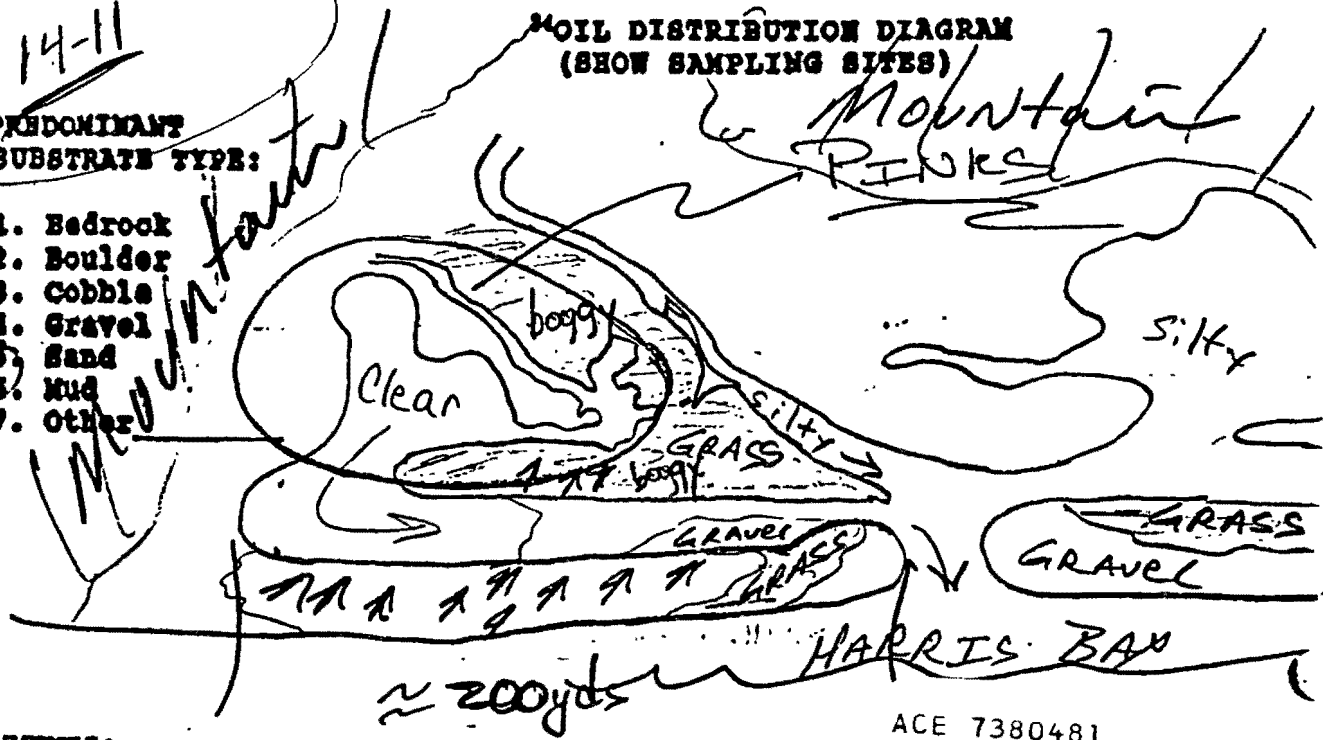 14-11
OIL DISTRIBUTION DIAGRAM
(SHOW SAMPLING SITES)
PREDOMINANT
SUBSTRATE TYPE:
1. Bedrock
2. Boulder
3. Cobble
4. Gravel
5. Sand
6. Mud
7. Other
Mountain
Mountain
PINKS
boggy
Silty
Clear
silty
GRASS
boggy
GRAVEL
GRASS
GRASS
GRAVEL
HARRIS BAY
≈ 200yds
ACE 7380481